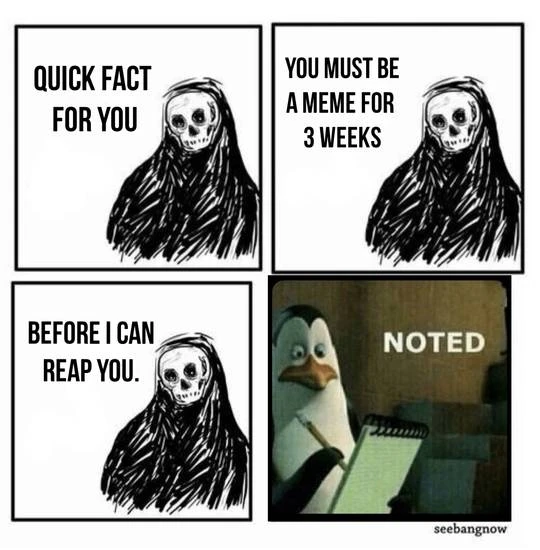 QUICK FACT
FOR YOU
YOU MUST BE
A MEME FOR
3 WEEKS
BEFORE I CAN
REAP YOU.
NOTED
seebangnow